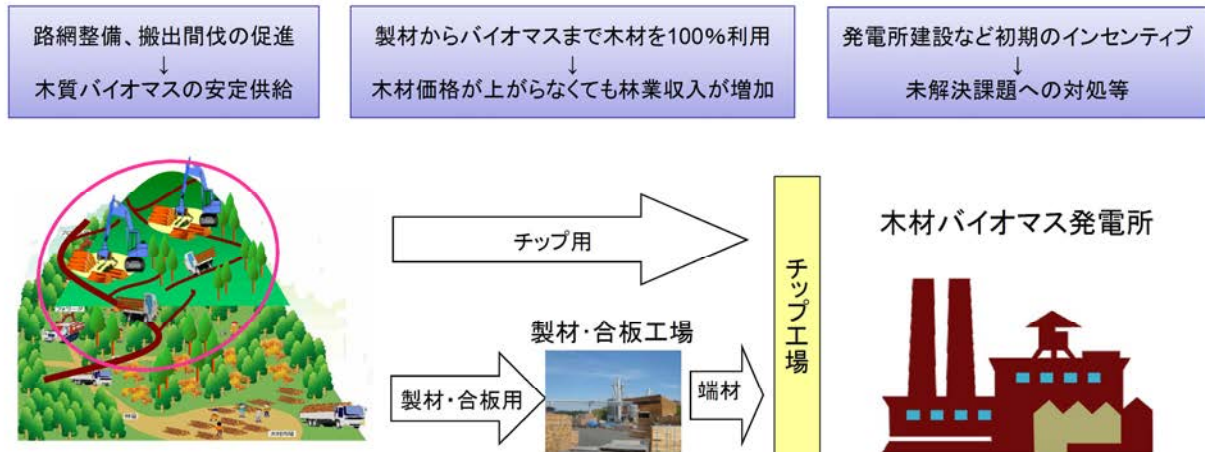 路網整備、搬出間伐の促進
↓
木質バイオマスの安定供給
製材からバイオマスまで木材を100%利用
↓
木材価格が上がらなくても林業収入が増加
発電所建設など初期のインセンティブ
↓
未解決課題への対処等
チップ用
製材・合板工場
製材・合板用
端材
チップ工場
木材バイオマス発電所